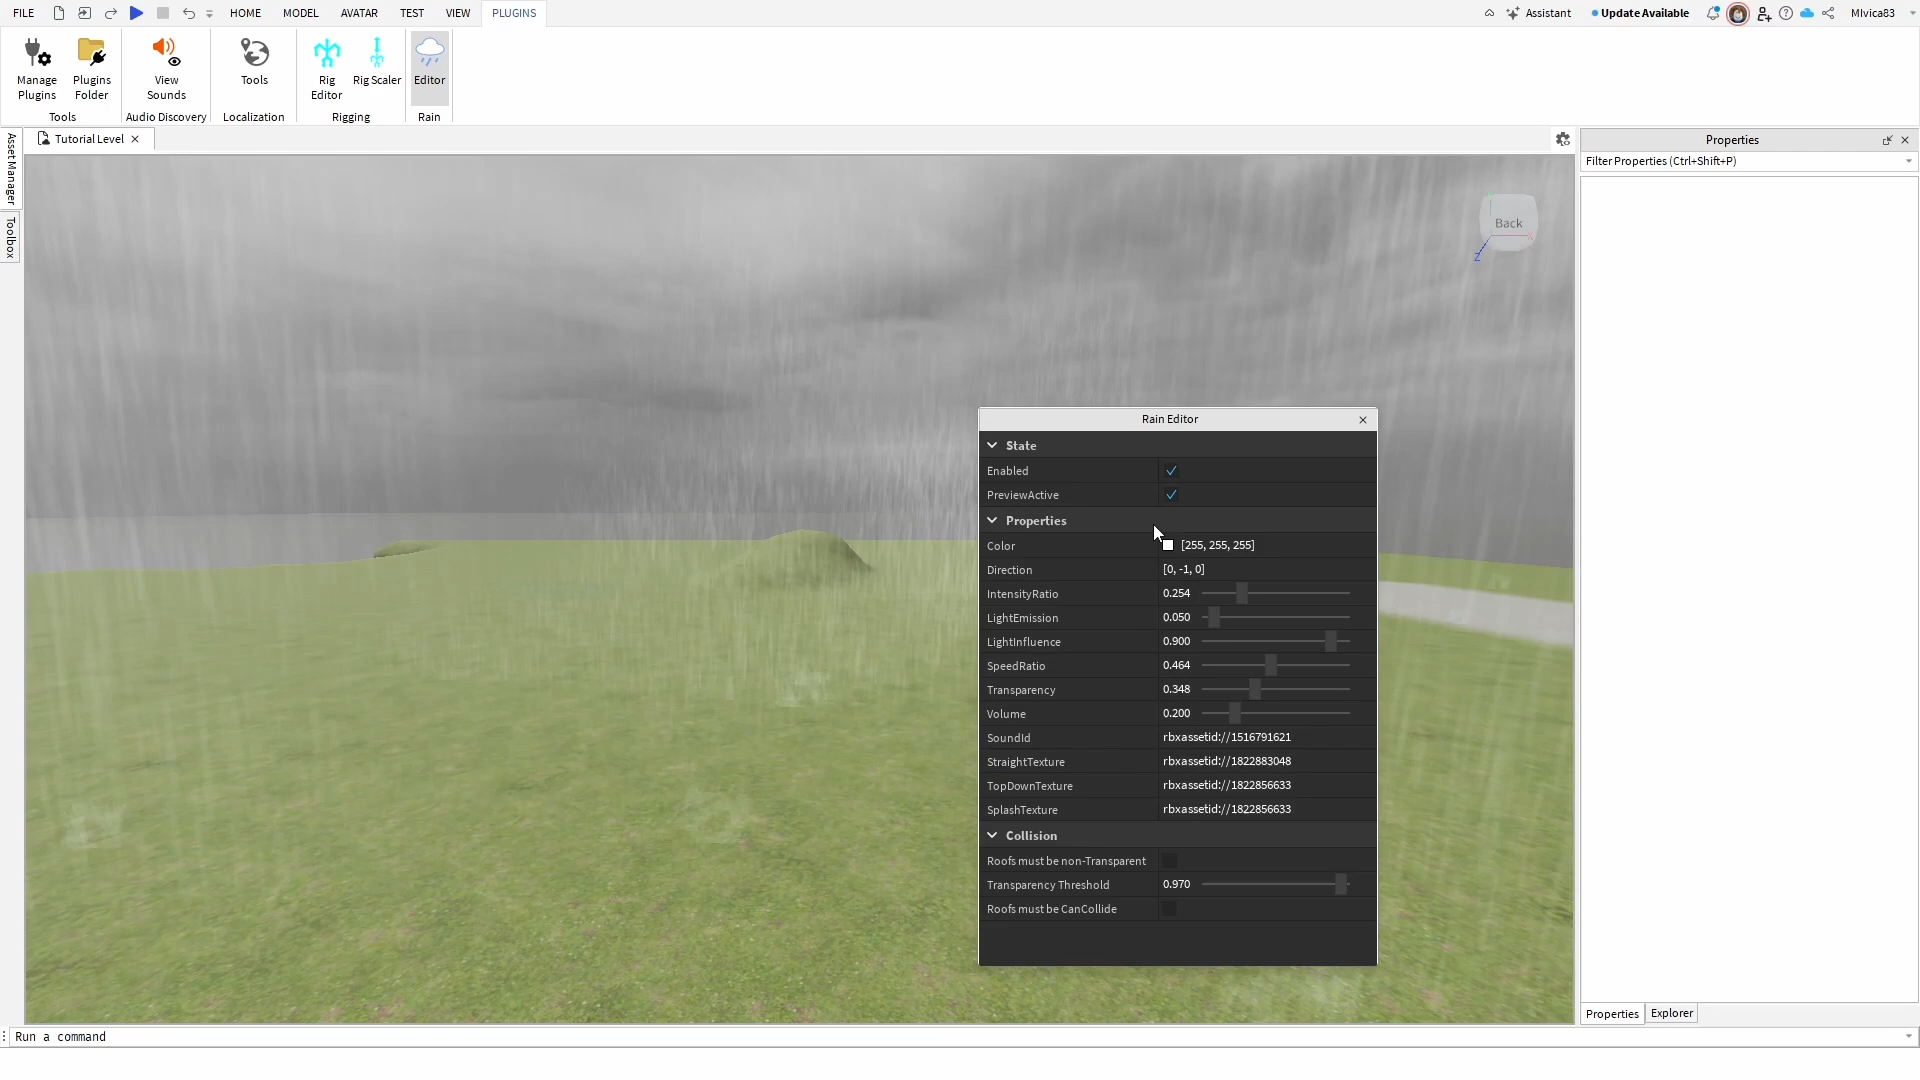 FILE HOME MODEL AVATAR TEST VIEW PLUGINS Assistant Update Available MIvica83
Manage Plugins
Plugins Folder
View Sounds
Tools
Rig Editor
Rig Scaler
Editor
Tools Audio Discovery Localization Rigging Rain
Asset Manager
Toolbox
Tutorial Level
Properties
Filter Properties (Ctrl+Shift+P)
Back
X
Z
Rain Editor
State
Enabled
PreviewActive
Properties
Color [255, 255, 255]
Direction [0, -1, 0]
IntensityRatio 0.254
LightEmission 0.050
LightInfluence 0.900
SpeedRatio 0.464
Transparency 0.348
Volume 0.200
SoundId rbxassetid://1516791621
StraightTexture rbxassetid://1822883048
TopDownTexture rbxassetid://1822856633
SplashTexture rbxassetid://1822856633
Collision
Roofs must be non-Transparent
Transparency Threshold 0.970
Roofs must be CanCollide
Properties Explorer
Run a command